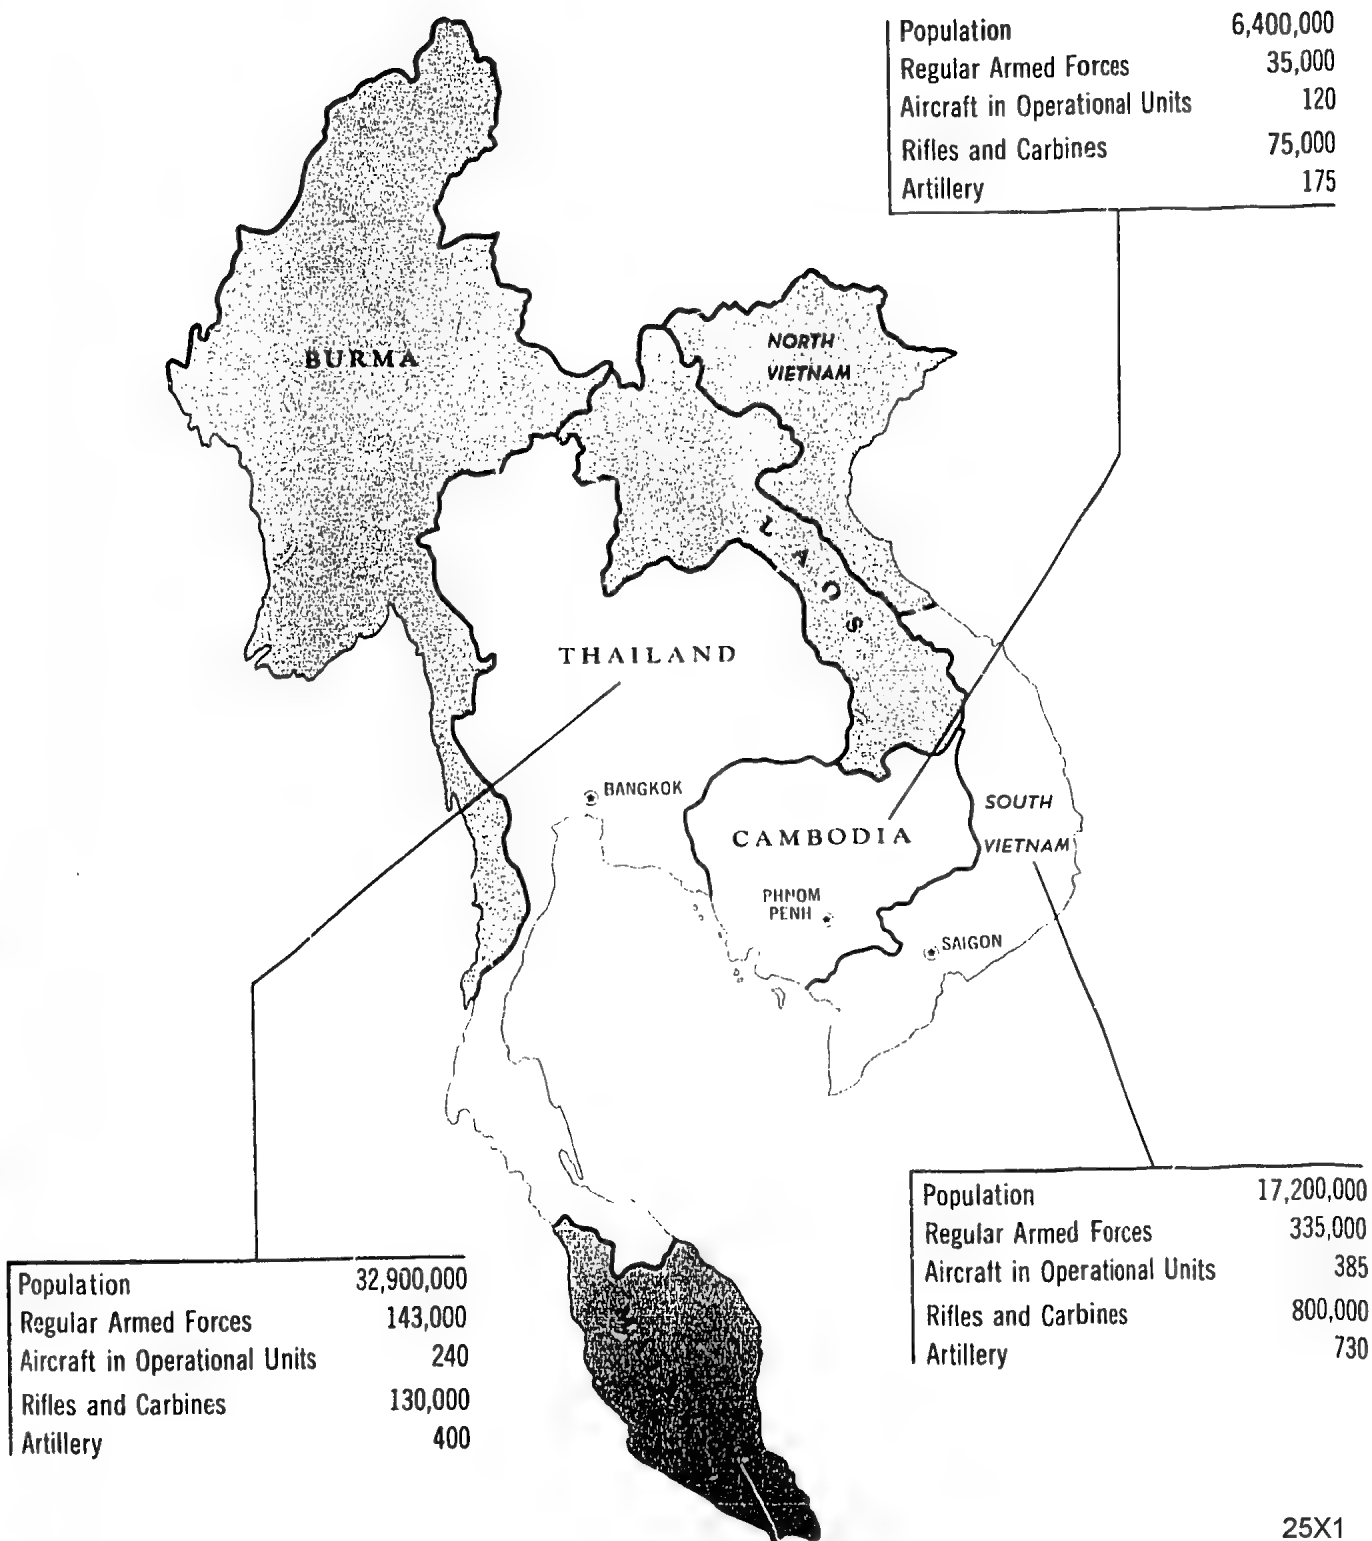 Population 6,400,000
Regular Armed Forces 35,000
Aircraft in Operational Units 120
Rifles and Carbines 75,000
Artillery 175
BURMA
NORTH
VIETNAM
LAOS
THAILAND
BANGKOK
SOUTH
VIETNAM
CAMBODIA
PHNOM
PENH
SAIGON
Population 17,200,000
Regular Armed Forces 335,000
Aircraft in Operational Units 385
Rifles and Carbines 800,000
Artillery 730
Population 32,900,000
Regular Armed Forces 143,000
Aircraft in Operational Units 240
Rifles and Carbines 130,000
Artillery 400
25X1